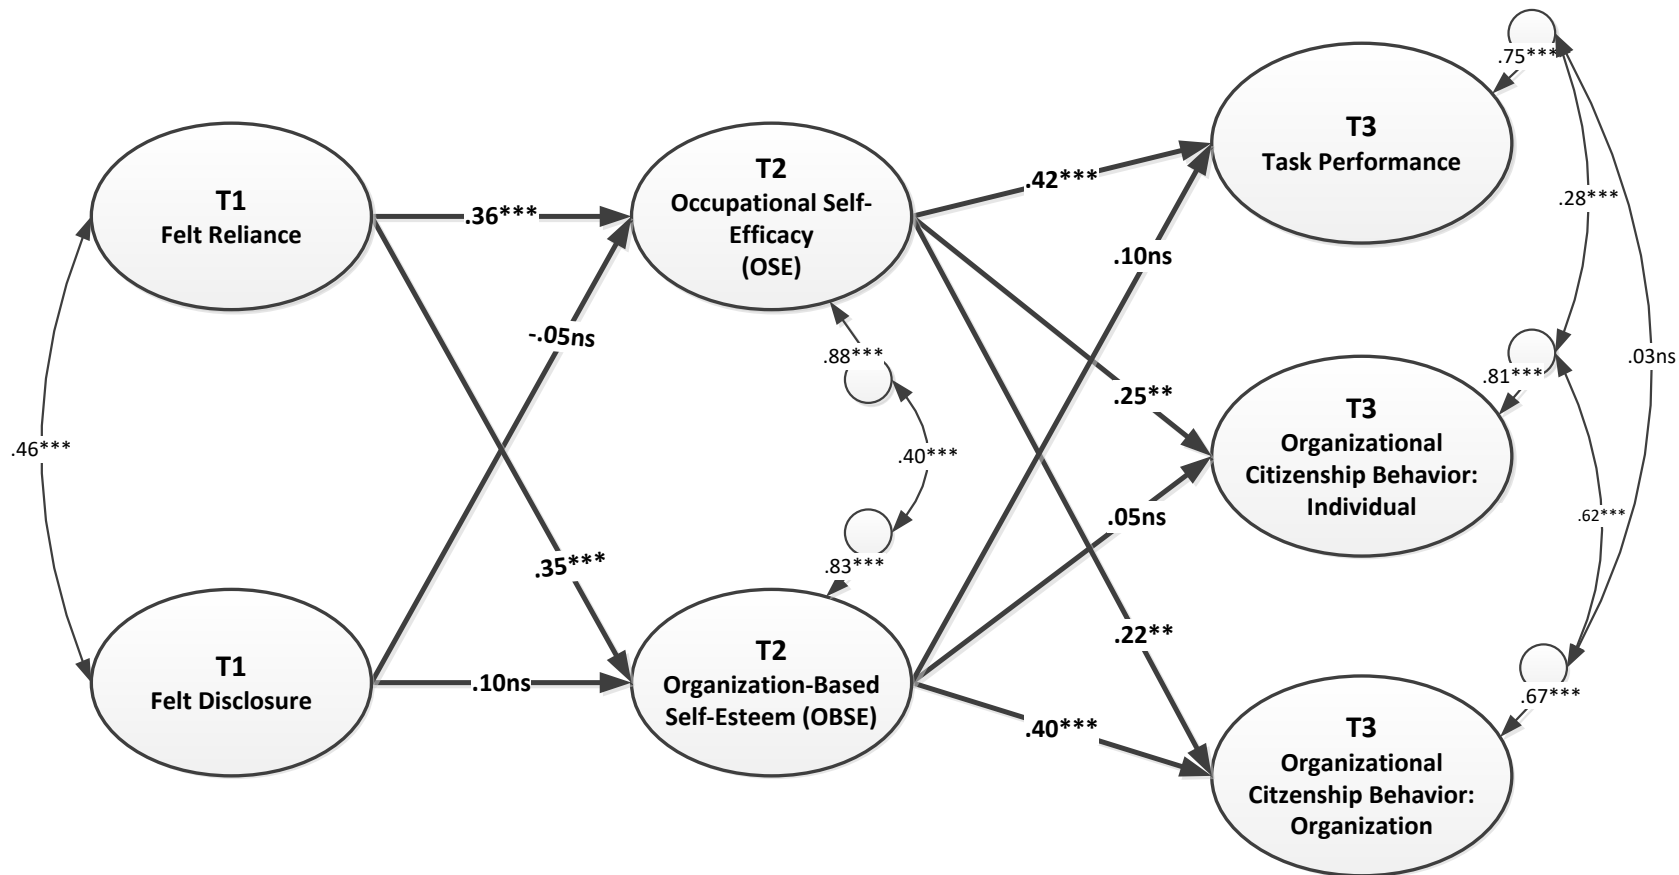 T1
Felt Reliance
T1
Felt Disclosure
.46***
.36***
-.05ns
.35***
.10ns
T2
Occupational Self-
Efficacy
(OSE)
.88***
.40***
.83***
T2
Organization-Based
Self-Esteem (OBSE)
.42***
.10ns
.25**
.05ns
.22**
.40***
T3
Task Performance
.75***
T3
Organizational
Citizenship Behavior:
Individual
.81***
T3
Organizational
Citzenship Behavior:
Organization
.67***
.28***
.03ns
.62***